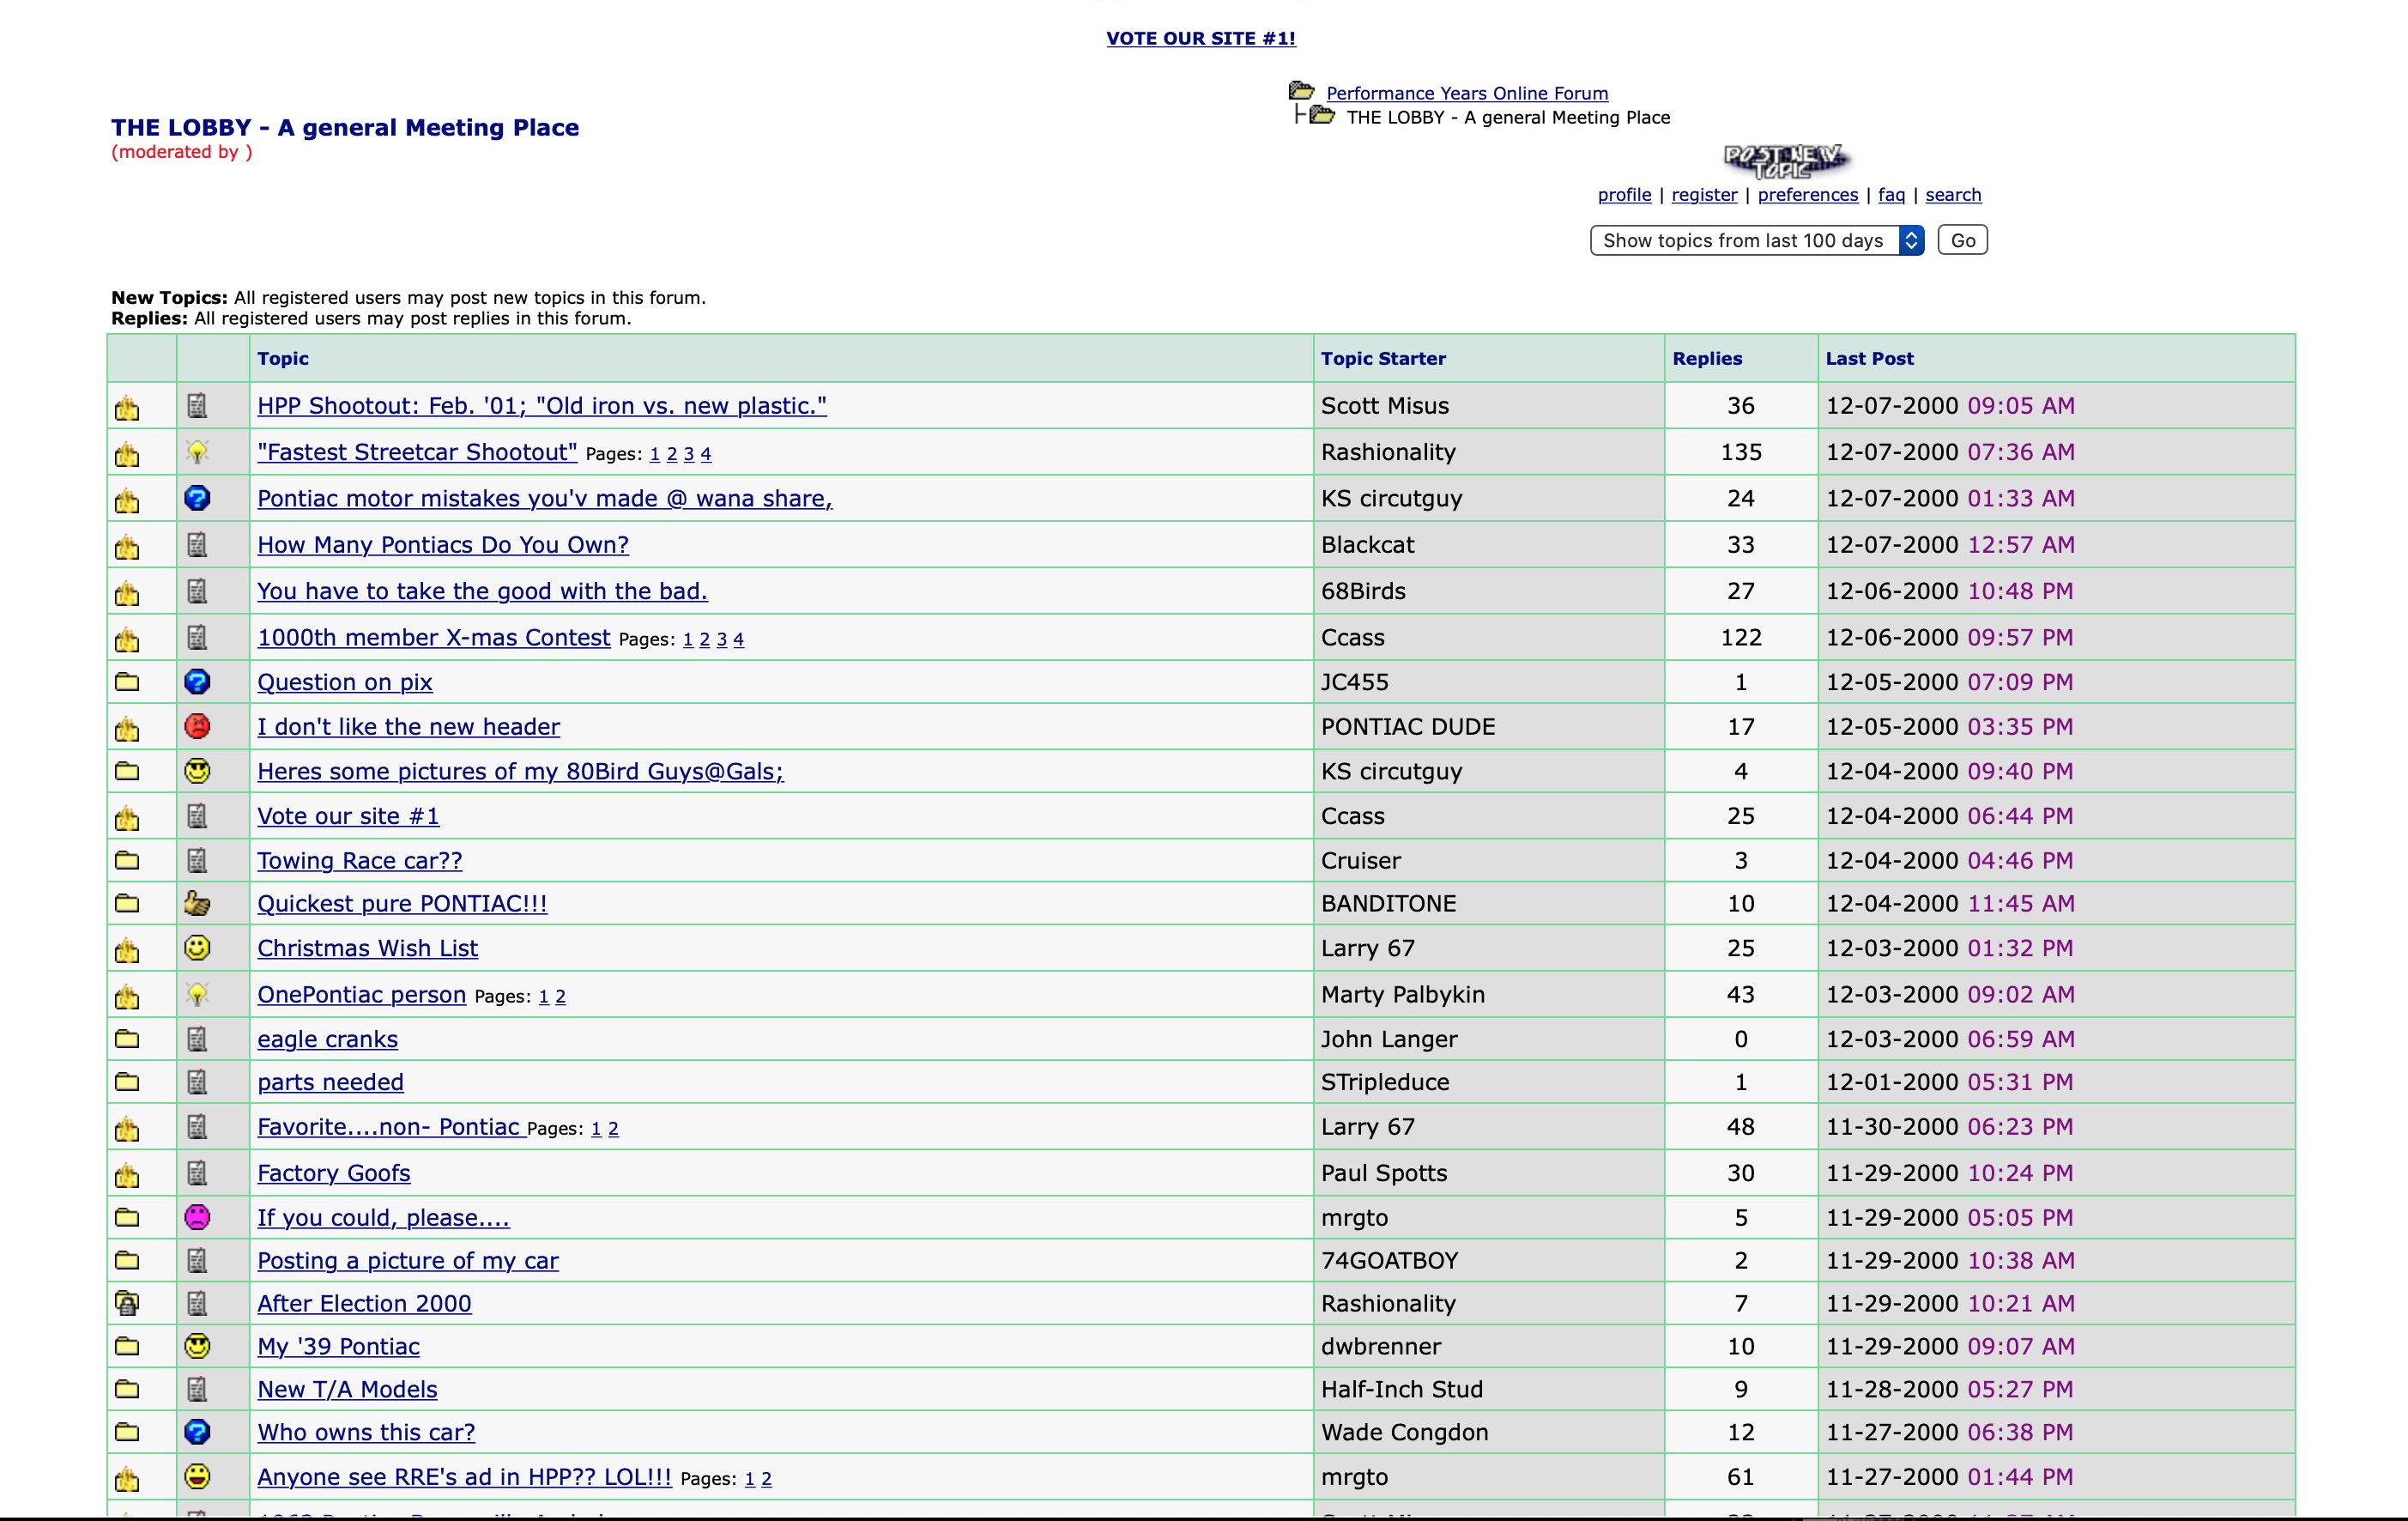 VOTE OUR SITE #1!
Performance Years Online Forum
THE LOBBY - A general Meeting Place
THE LOBBY - A general Meeting Place
(moderated by )
POST NEW
TOPIC
profile | register | preferences | faq | search
Show topics from last 100 days Go
New Topics: All registered users may post new topics in this forum.
Replies: All registered users may post replies in this forum.
Topic Topic Starter Replies Last Post
HPP Shootout: Feb. '01; "Old iron vs. new plastic." Scott Misus 36 12-07-2000 09:05 AM
"Fastest Streetcar Shootout" Pages: 1 2 3 4 Rashionality 135 12-07-2000 07:36 AM
Pontiac motor mistakes you'v made @ wana share, KS circutguy 24 12-07-2000 01:33 AM
How Many Pontiacs Do You Own? Blackcat 33 12-07-2000 12:57 AM
You have to take the good with the bad. 68Birds 27 12-06-2000 10:48 PM
1000th member X-mas Contest Pages: 1 2 3 4 Ccass 122 12-06-2000 09:57 PM
Question on pix JC455 1 12-05-2000 07:09 PM
I don't like the new header PONTIAC DUDE 17 12-05-2000 03:35 PM
Heres some pictures of my 80Bird Guys@Gals; KS circutguy 4 12-04-2000 09:40 PM
Vote our site #1 Ccass 25 12-04-2000 06:44 PM
Towing Race car?? Cruiser 3 12-04-2000 04:46 PM
Quickest pure PONTIAC!!! BANDITONE 10 12-04-2000 11:45 AM
Christmas Wish List Larry 67 25 12-03-2000 01:32 PM
OnePontiac person Pages: 1 2 Marty Palbykin 43 12-03-2000 09:02 AM
eagle cranks John Langer 0 12-03-2000 06:59 AM
parts needed STripleduce 1 12-01-2000 05:31 PM
Favorite....non- Pontiac Pages: 1 2 Larry 67 48 11-30-2000 06:23 PM
Factory Goofs Paul Spotts 30 11-29-2000 10:24 PM
If you could, please.... mrgto 5 11-29-2000 05:05 PM
Posting a picture of my car 74GOATBOY 2 11-29-2000 10:38 AM
After Election 2000 Rashionality 7 11-29-2000 10:21 AM
My '39 Pontiac dwbrenner 10 11-29-2000 09:07 AM
New T/A Models Half-Inch Stud 9 11-28-2000 05:27 PM
Who owns this car? Wade Congdon 12 11-27-2000 06:38 PM
Anyone see RRE's ad in HPP?? LOL!!! Pages: 1 2 mrgto 61 11-27-2000 01:44 PM